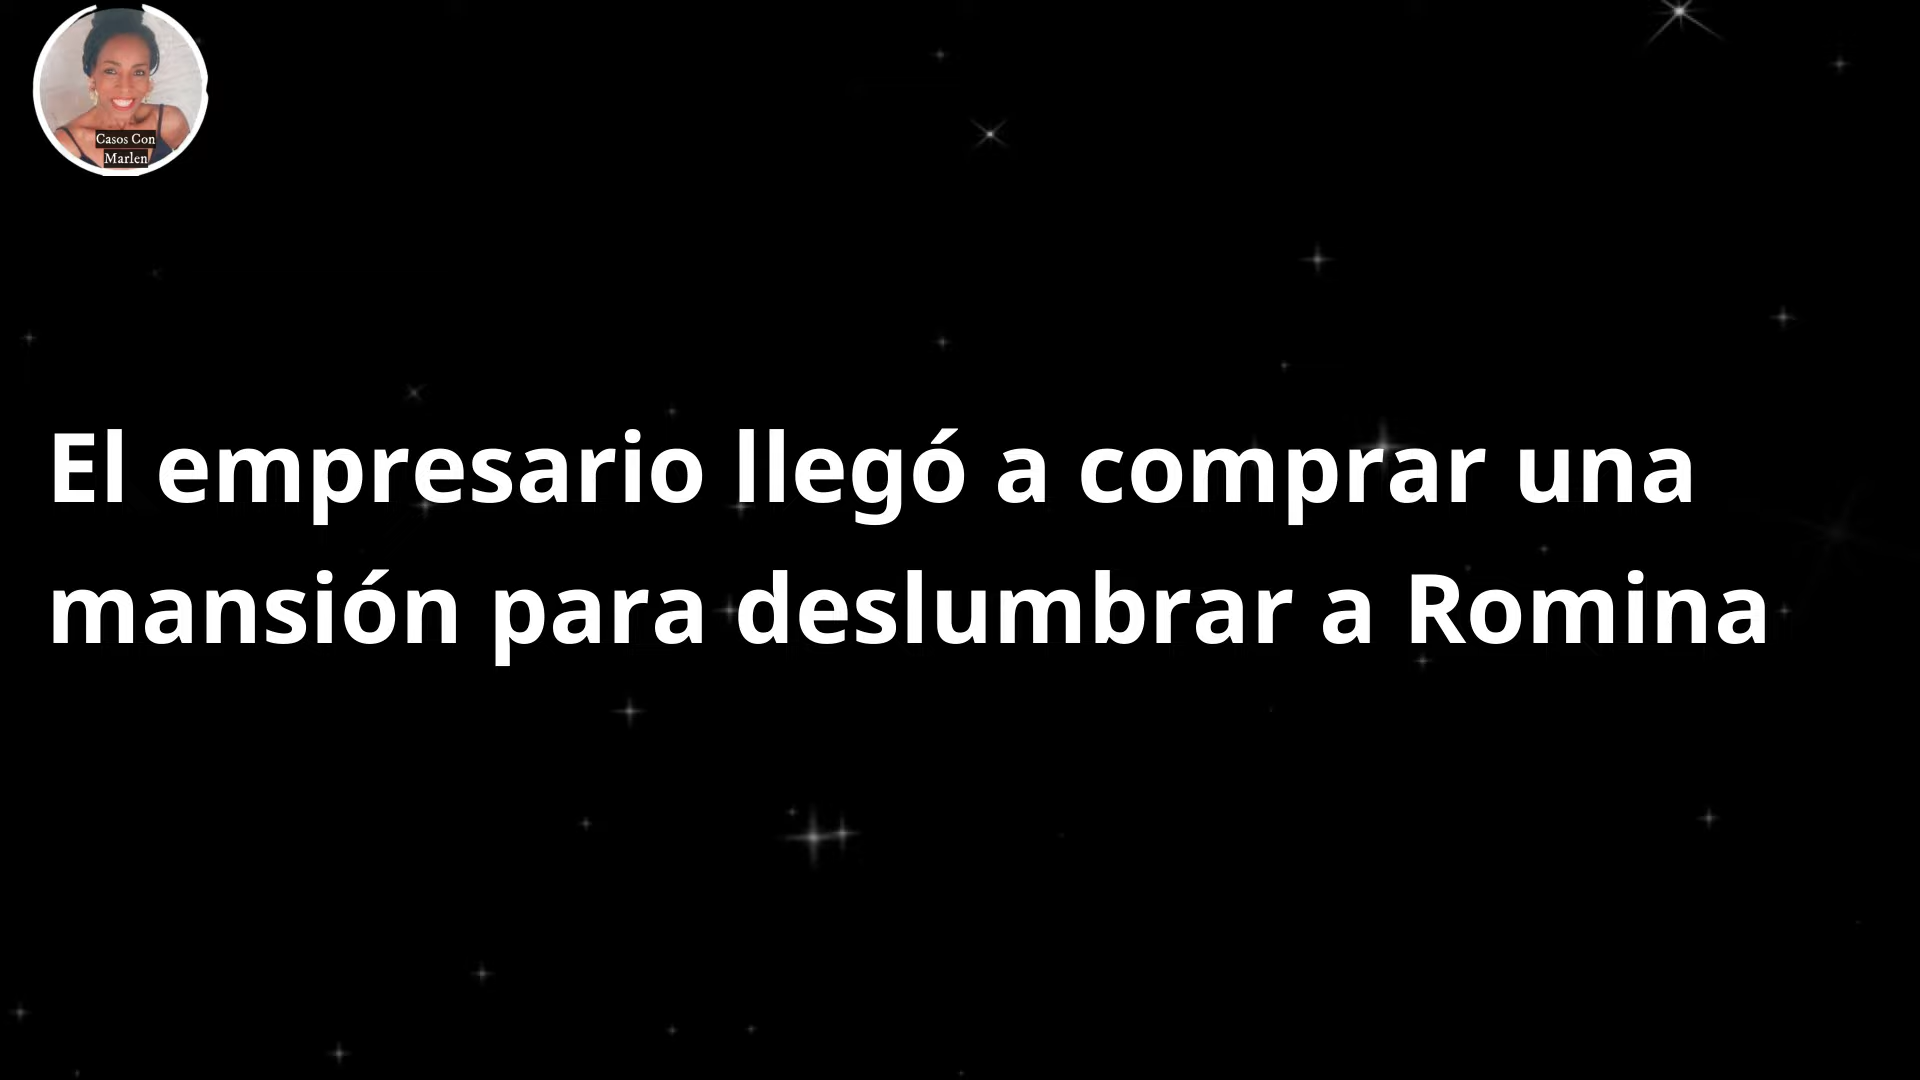 Casos Con
Marlen
El empresario llegó a comprar una
mansión para deslumbrar a Romina